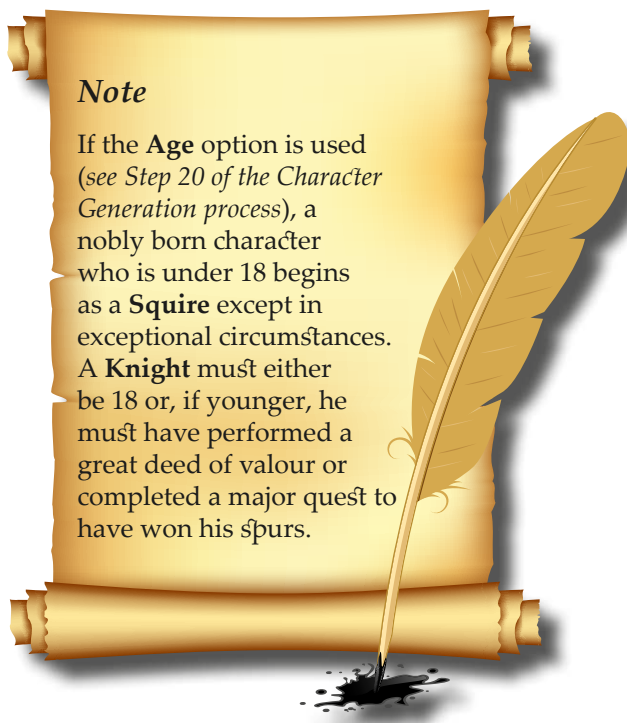 Note
If the Age option is used
(see Step 20 of the Character
Generation process), a
nobly born character
who is under 18 begins
as a Squire except in
exceptional circumstances.
A Knight must either
be 18 or, if younger, he
must have performed a
great deed of valour or
completed a major quest to
have won his spurs.